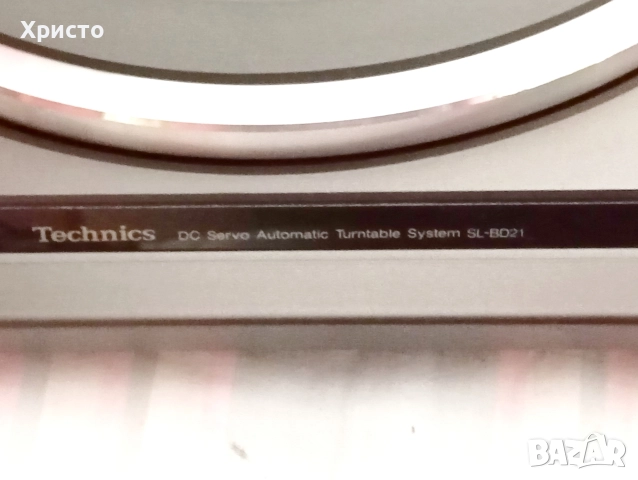 Христо
Technics DC Servo Automatic Turntable System SL-BD21
BAZAR